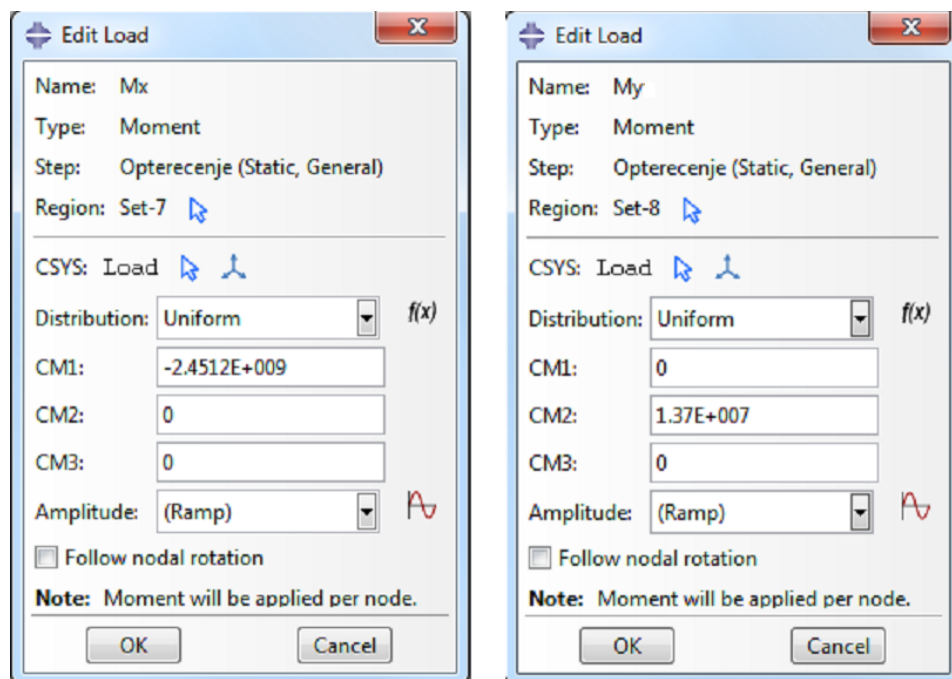 Edit Load
Name: Mx
Type: Moment
Step: Opterecenje (Static, General)
Region: Set-7
CSYS: Load
Distribution: Uniform f(x)
CM1: -2.4512E+009
CM2: 0
CM3: 0
Amplitude: (Ramp)
Follow nodal rotation
Note: Moment will be applied per node.
OK Cancel
Edit Load
Name: My
Type: Moment
Step: Opterecenje (Static, General)
Region: Set-8
CSYS: Load
Distribution: Uniform f(x)
CM1: 0
CM2: 1.37E+007
CM3: 0
Amplitude: (Ramp)
Follow nodal rotation
Note: Moment will be applied per node.
OK Cancel